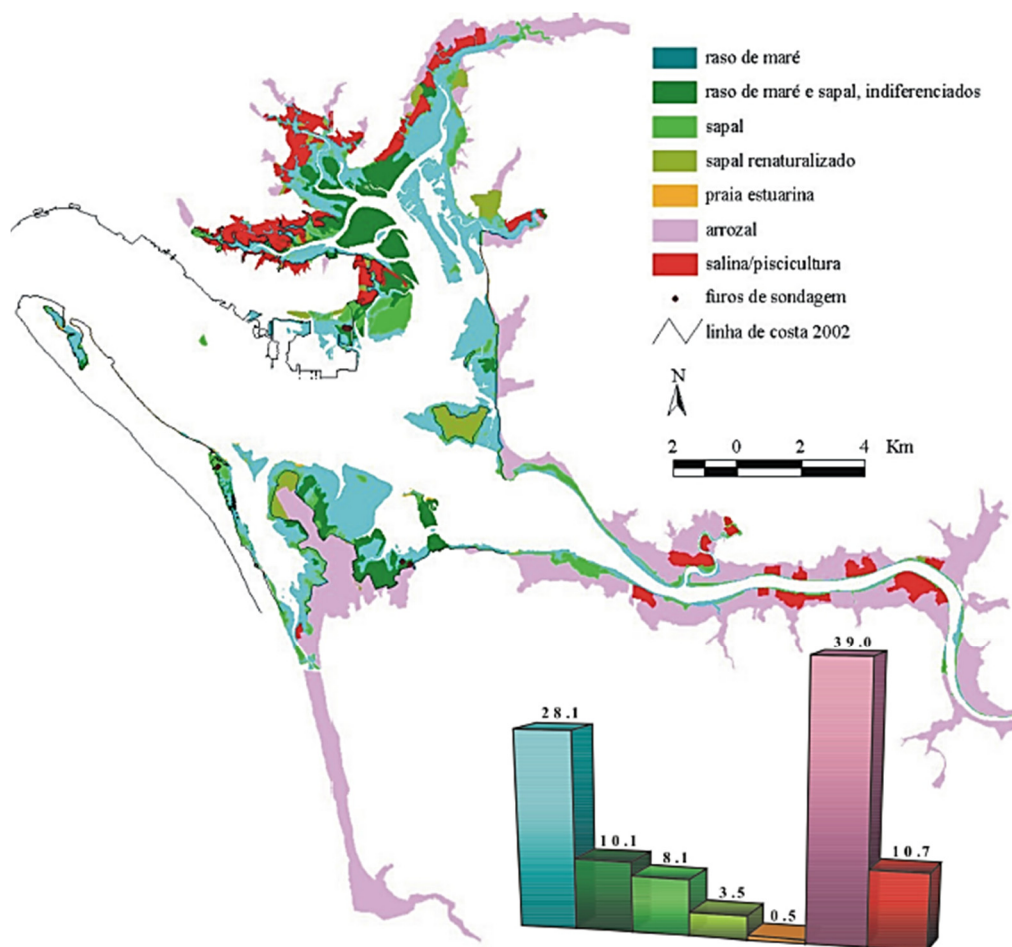 raso de maré
raso de maré e sapal, indiferenciados
sapal
sapal renaturalizado
praia estuarina
arrozal
salina/piscicultura
furos de sondagem
linha de costa 2002
N
2 0 2 4 Km
39.0
28.1
10.1
8.1
3.5
0.5
10.7